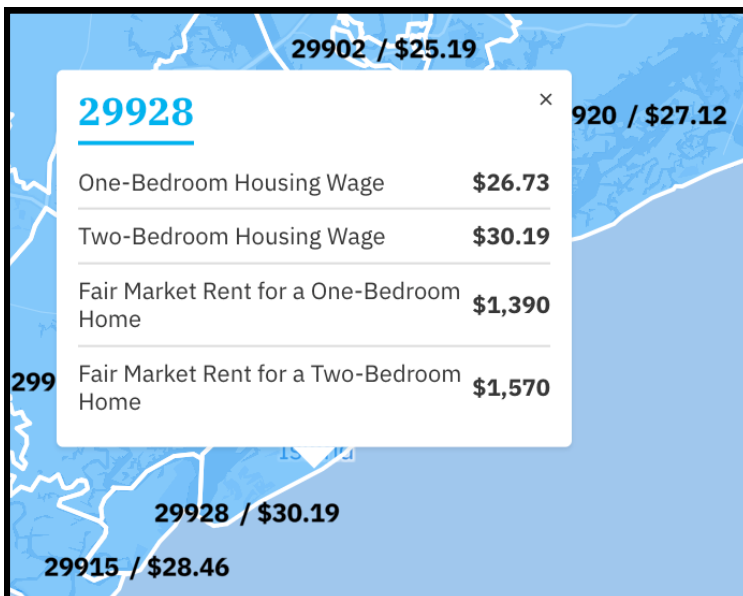 29902 / $25.19
29928
×
920 / $27.12
One-Bedroom Housing Wage $26.73
Two-Bedroom Housing Wage $30.19
Fair Market Rent for a One-Bedroom
Home
$1,390
Fair Market Rent for a Two-Bedroom
Home
$1,570
299
29928 / $30.19
29915 / $28.46